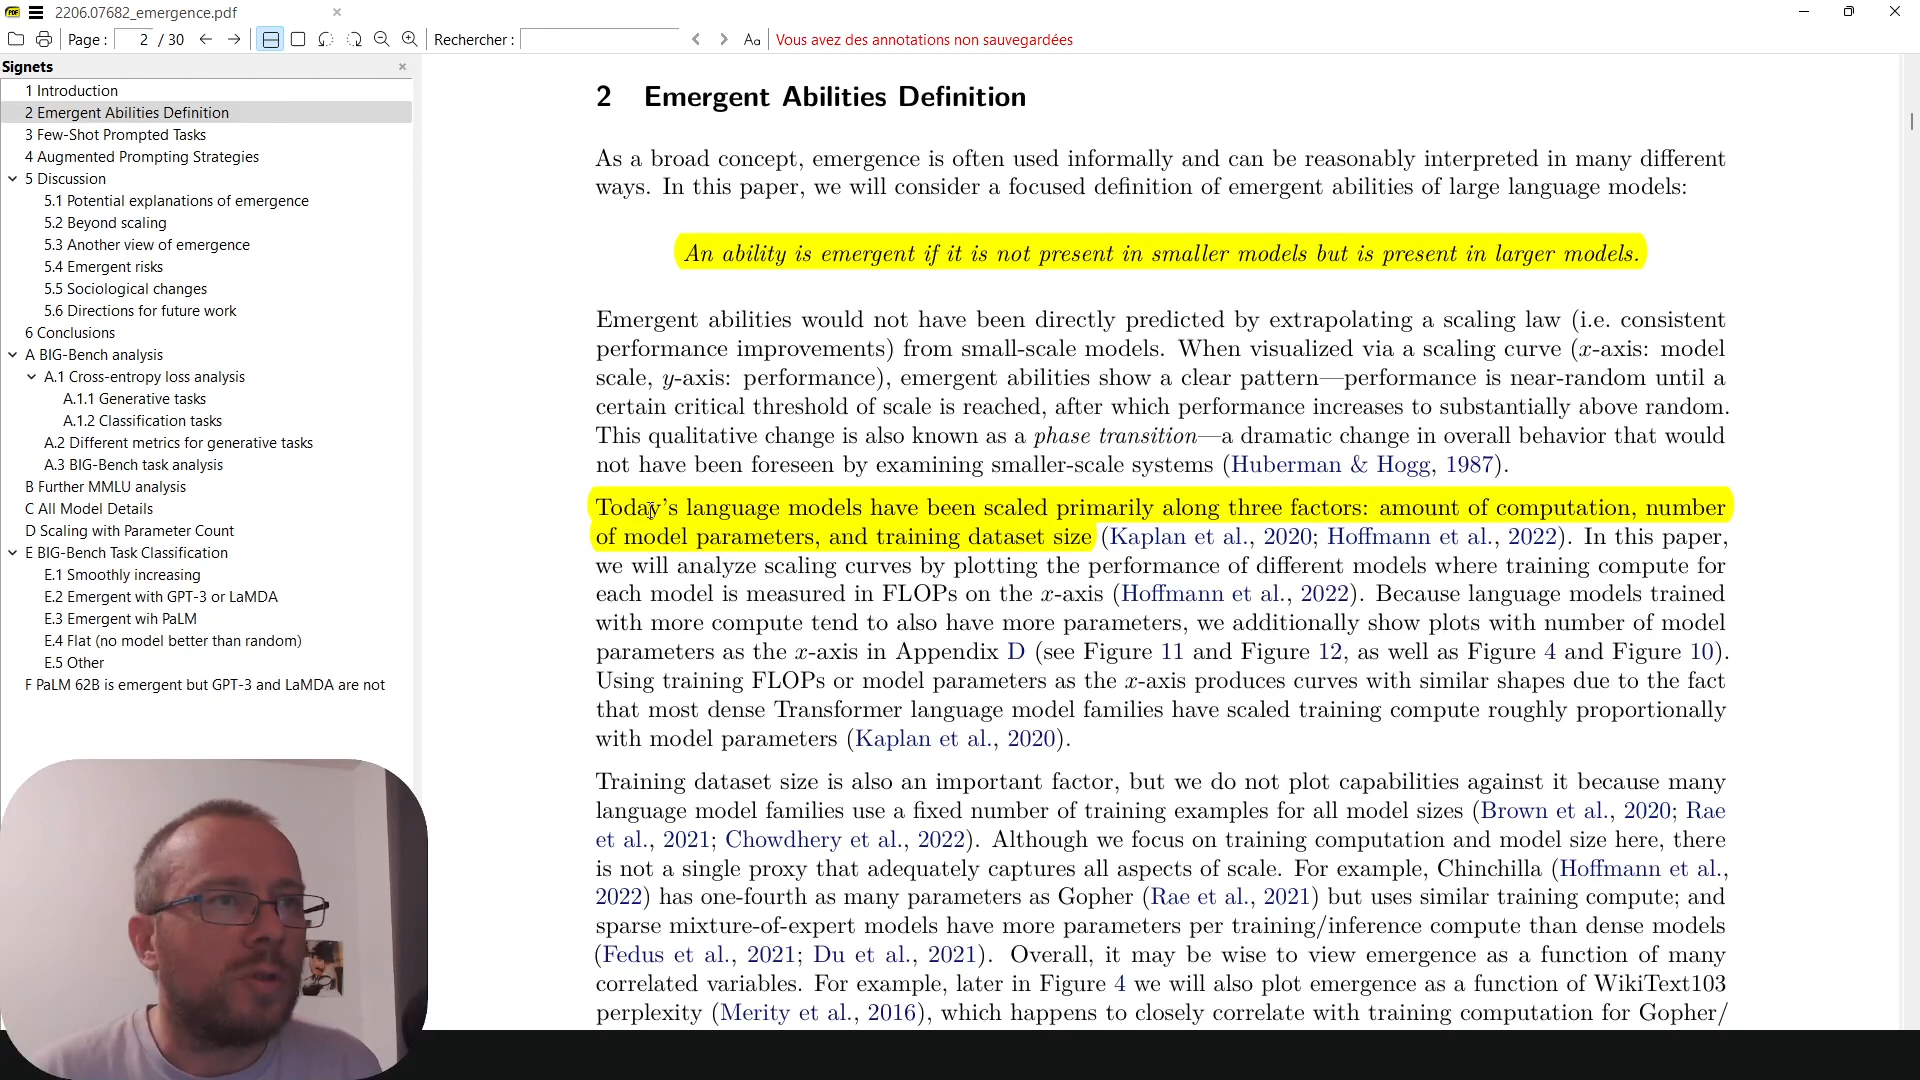 2206.07682_emergence.pdf
Page : 2 / 30 Rechercher : Aa Vous avez des annotations non sauvegardées
Signets
1 Introduction
2 Emergent Abilities Definition
3 Few-Shot Prompted Tasks
4 Augmented Prompting Strategies
5 Discussion
5.1 Potential explanations of emergence
5.2 Beyond scaling
5.3 Another view of emergence
5.4 Emergent risks
5.5 Sociological changes
5.6 Directions for future work
6 Conclusions
A BIG-Bench analysis
A.1 Cross-entropy loss analysis
A.1.1 Generative tasks
A.1.2 Classification tasks
A.2 Different metrics for generative tasks
A.3 BIG-Bench task analysis
B Further MMLU analysis
C All Model Details
D Scaling with Parameter Count
E BIG-Bench Task Classification
E.1 Smoothly increasing
E.2 Emergent with GPT-3 or LaMDA
E.3 Emergent wih PaLM
E.4 Flat (no model better than random)
E.5 Other
F PaLM 62B is emergent but GPT-3 and LaMDA are not
2 Emergent Abilities Definition
As a broad concept, emergence is often used informally and can be reasonably interpreted in many different
ways. In this paper, we will consider a focused definition of emergent abilities of large language models:
An ability is emergent if it is not present in smaller models but is present in larger models.
Emergent abilities would not have been directly predicted by extrapolating a scaling law (i.e. consistent
performance improvements) from small-scale models. When visualized via a scaling curve (x-axis: model
scale, y-axis: performance), emergent abilities show a clear pattern—performance is near-random until a
certain critical threshold of scale is reached, after which performance increases to substantially above random.
This qualitative change is also known as a phase transition—a dramatic change in overall behavior that would
not have been foreseen by examining smaller-scale systems (Huberman & Hogg, 1987).
Today's language models have been scaled primarily along three factors: amount of computation, number
of model parameters, and training dataset size (Kaplan et al., 2020; Hoffmann et al., 2022). In this paper,
we will analyze scaling curves by plotting the performance of different models where training compute for
each model is measured in FLOPs on the x-axis (Hoffmann et al., 2022). Because language models trained
with more compute tend to also have more parameters, we additionally show plots with number of model
parameters as the x-axis in Appendix D (see Figure 11 and Figure 12, as well as Figure 4 and Figure 10).
Using training FLOPs or model parameters as the x-axis produces curves with similar shapes due to the fact
that most dense Transformer language model families have scaled training compute roughly proportionally
with model parameters (Kaplan et al., 2020).
Training dataset size is also an important factor, but we do not plot capabilities against it because many
language model families use a fixed number of training examples for all model sizes (Brown et al., 2020; Rae
et al., 2021; Chowdhery et al., 2022). Although we focus on training computation and model size here, there
is not a single proxy that adequately captures all aspects of scale. For example, Chinchilla (Hoffmann et al.,
2022) has one-fourth as many parameters as Gopher (Rae et al., 2021) but uses similar training compute; and
sparse mixture-of-expert models have more parameters per training/inference compute than dense models
(Fedus et al., 2021; Du et al., 2021). Overall, it may be wise to view emergence as a function of many
correlated variables. For example, later in Figure 4 we will also plot emergence as a function of WikiText103
perplexity (Merity et al., 2016), which happens to closely correlate with training computation for Gopher/